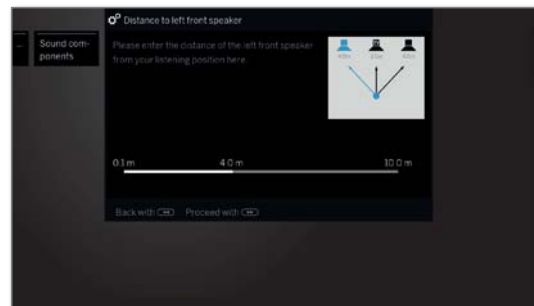 Distance to left front speaker
... Sound com-
ponents
Please enter the distance of the left front speaker
from your listening position here.
0.1 m 4.0 m 10.0 m
Back with Proceed with